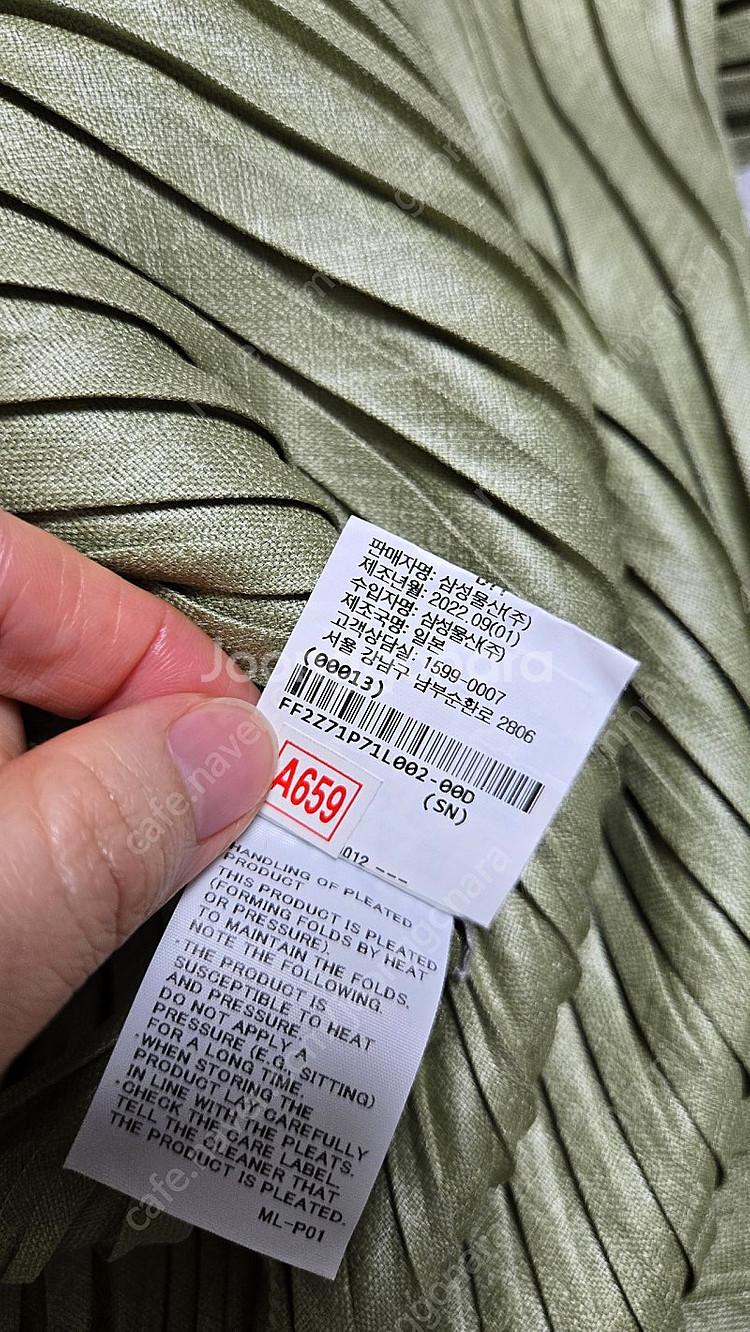 판매자명: 삼성물산(주)
제조년월: 2022.09(01)
수입자명: 삼성물산(주)
제조국명: 일본
고객상담실: 1599-0007
서울 강남구 남부순환로 2806
(00013)
FF2Z71P71L002-00D
(SN)
A659
012 ---
HANDLING OF PLEATED
PRODUCT
THIS PRODUCT IS PLEATED
(FORMING FOLDS BY HEAT
OR PRESSURE).
TO MAINTAIN THE FOLDS,
NOTE THE FOLLOWING.
·THE PRODUCT IS
SUSCEPTIBLE TO HEAT
AND PRESSURE.
DO NOT APPLY A
PRESSURE (E.G., SITTING)
FOR A LONG TIME.
·WHEN STORING THE
PRODUCT LAY CAREFULLY
IN LINE WITH THE PLEATS.
·CHECK THE CARE LABEL.
TELL THE CLEANER THAT
THE PRODUCT IS PLEATED.
ML-P01
Joonggonara